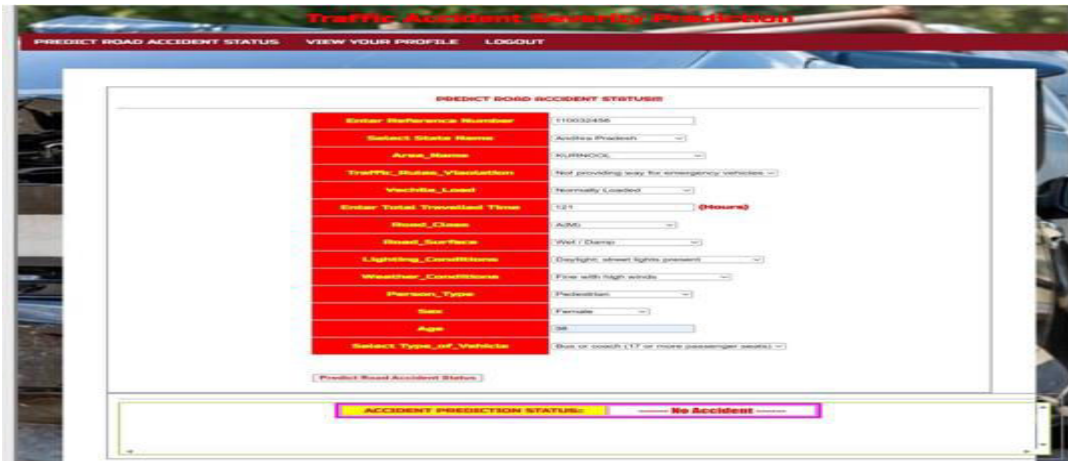 Traffic Accident Severity Prediction
PREDICT ROAD ACCIDENT STATUS VIEW YOUR PROFILE LOGOUT
PREDICT ROAD ACCIDENT STATUS!!!
Enter Reference Number 110032456
Select State Name Andhra Pradesh
Area_Name KURNOOL
Traffic_Rules_Viaolation Not providing way for emergency vehicles
Vechile_Load Normally Loaded
Enter Total Travelled Time 121 (Hours)
Road_Class
Road_Surface Wet / Damp
Lighting_Conditions Daylight: street lights present
Weather_Conditions Fine with high winds
Person_Type Pedestrian
Sex Female
Age
Select Type_of_Vehicle Bus or coach (17 or more passenger seats)
Predict Road Accident Status
ACCIDENT PREDICTION STATUS:: No Accident